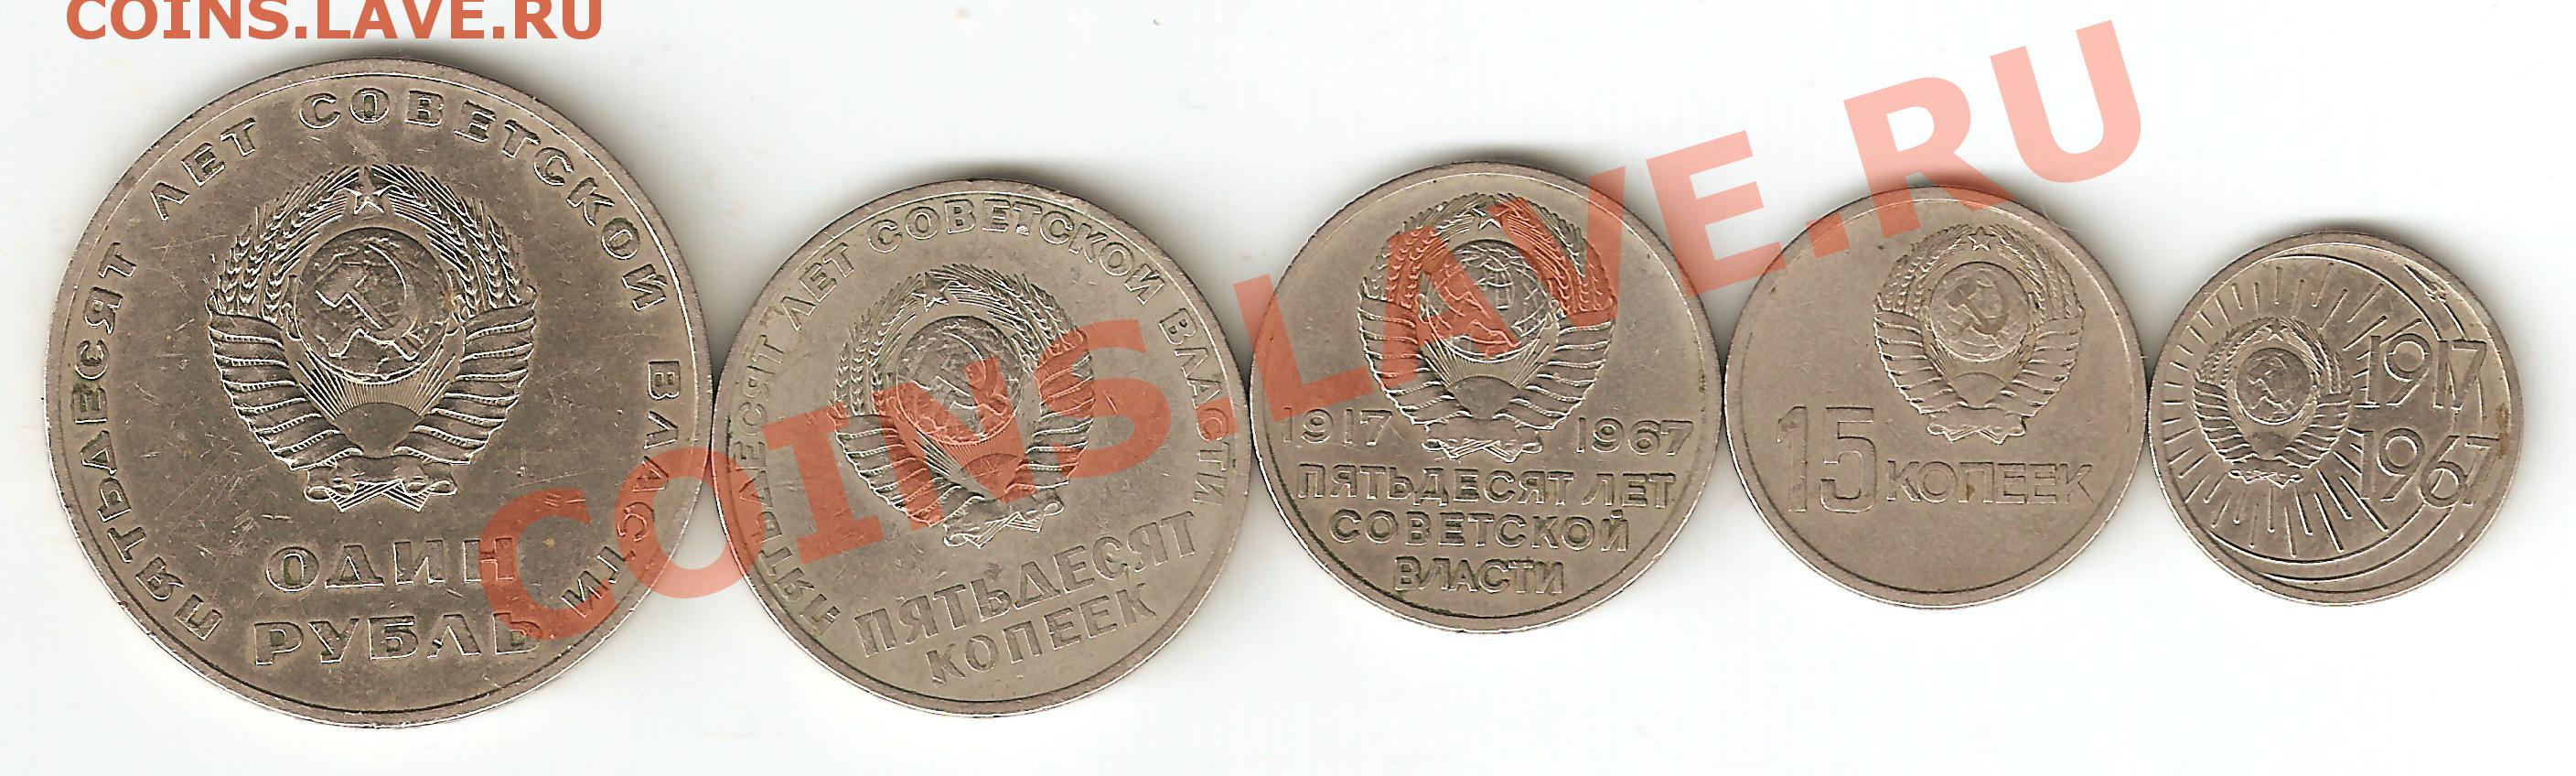 COINS.LAVE.RU
ПЯТЬДЕСЯТ ЛЕТ СОВЕТСКОЙ ВЛАСТИ
ОДИН
РУБЛЬ
ПЯТЬДЕСЯТ ЛЕТ СОВЕТСКОЙ ВЛАСТИ
ПЯТЬДЕСЯТ
КОПЕЕК
1917 1967
ПЯТЬДЕСЯТ ЛЕТ
СОВЕТСКОЙ
ВЛАСТИ
15 КОПЕЕК
1917
1967
COINS.LAVE.RU